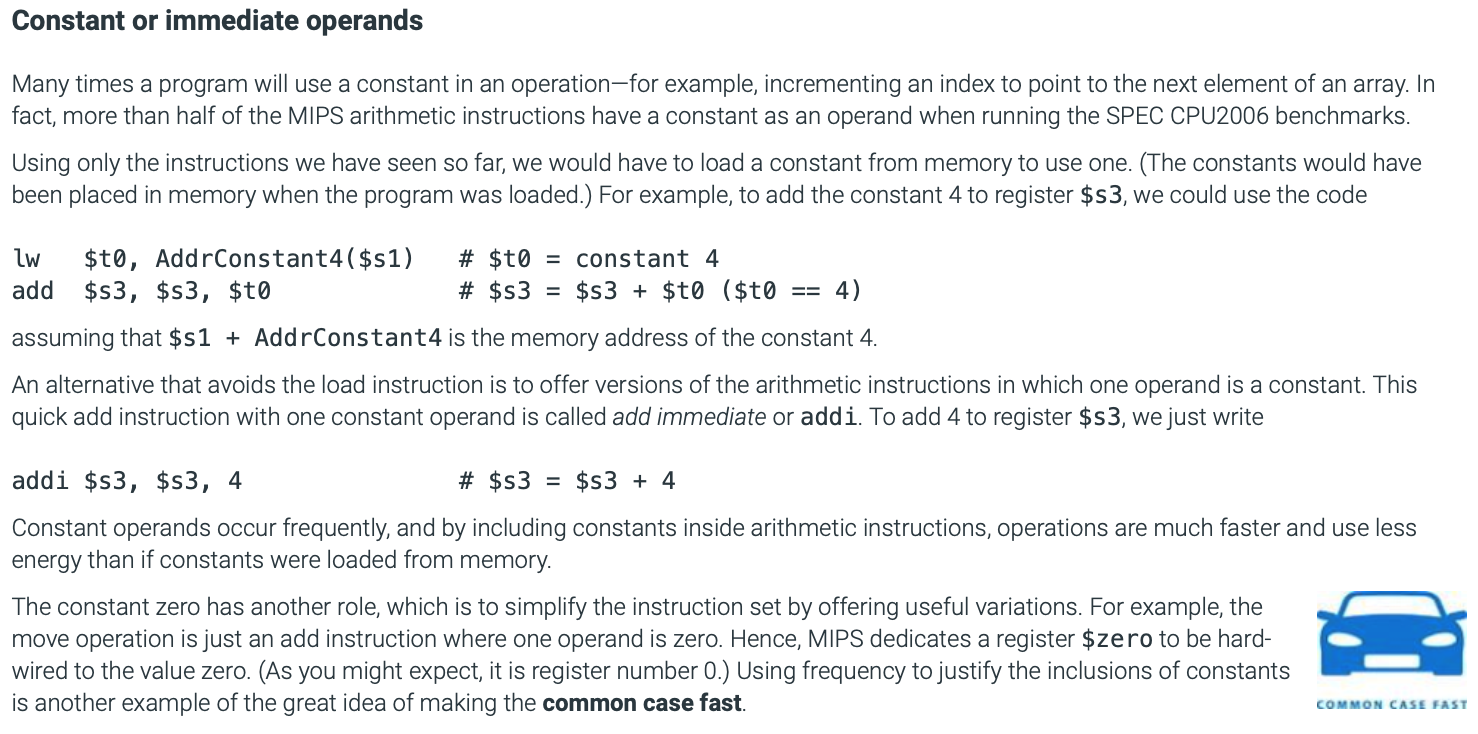 Constant or immediate operands
Many times a program will use a constant in an operation—for example, incrementing an index to point to the next element of an array. In
fact, more than half of the MIPS arithmetic instructions have a constant as an operand when running the SPEC CPU2006 benchmarks.
Using only the instructions we have seen so far, we would have to load a constant from memory to use one. (The constants would have
been placed in memory when the program was loaded.) For example, to add the constant 4 to register $s3, we could use the code
lw   $t0, AddrConstant4($s1)   # $t0 = constant 4
add  $s3, $s3, $t0             # $s3 = $s3 + $t0 ($t0 == 4)
assuming that $s1 + AddrConstant4 is the memory address of the constant 4.
An alternative that avoids the load instruction is to offer versions of the arithmetic instructions in which one operand is a constant. This
quick add instruction with one constant operand is called add immediate or addi. To add 4 to register $s3, we just write
addi $s3, $s3, 4               # $s3 = $s3 + 4
Constant operands occur frequently, and by including constants inside arithmetic instructions, operations are much faster and use less
energy than if constants were loaded from memory.
The constant zero has another role, which is to simplify the instruction set by offering useful variations. For example, the
move operation is just an add instruction where one operand is zero. Hence, MIPS dedicates a register $zero to be hard-
wired to the value zero. (As you might expect, it is register number 0.) Using frequency to justify the inclusions of constants
is another example of the great idea of making the common case fast.
COMMON CASE FAST